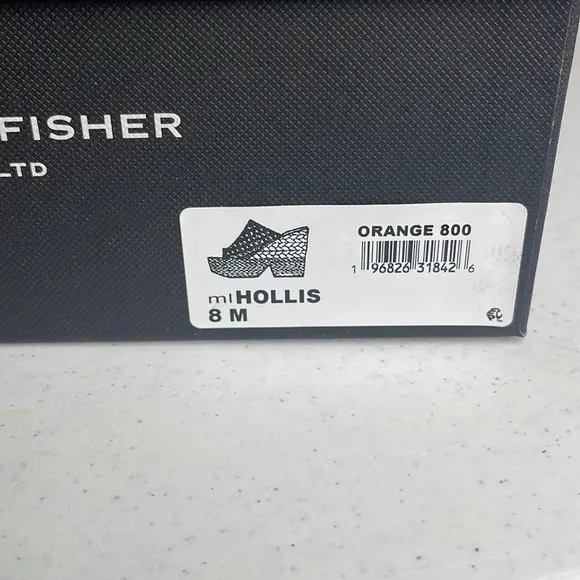 FISHER
LTD
ORANGE 800
1 96826 31842 6
mlHOLLIS
8 M